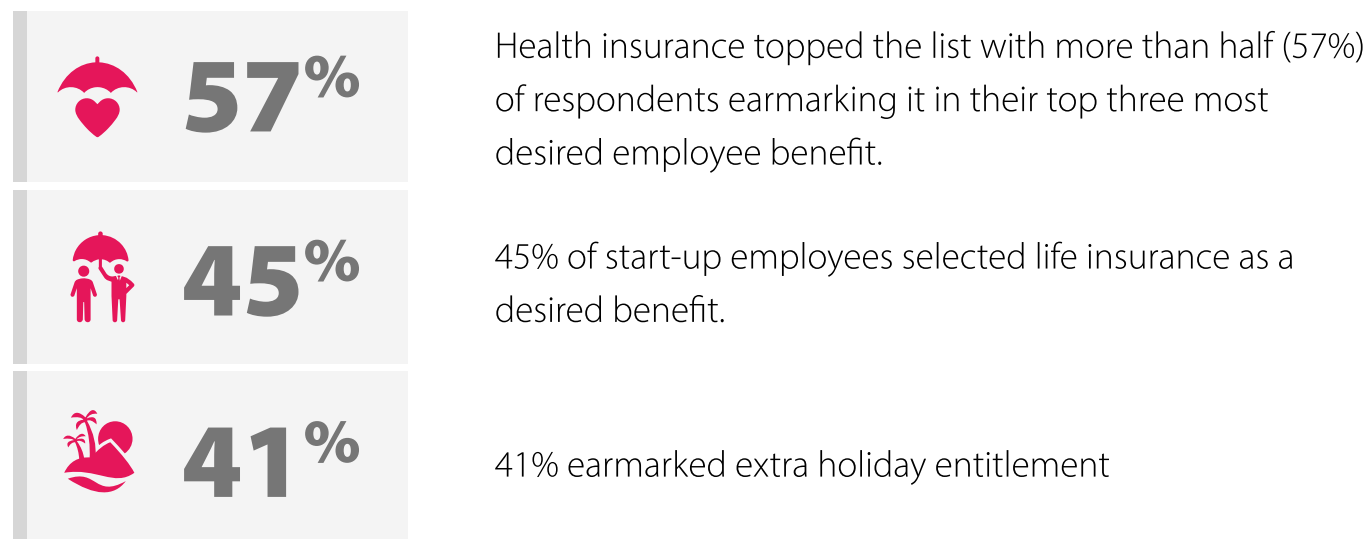 57%
Health insurance topped the list with more than half (57%)
of respondents earmarking it in their top three most
desired employee benefit.
45%
45% of start-up employees selected life insurance as a
desired benefit.
41%
41% earmarked extra holiday entitlement